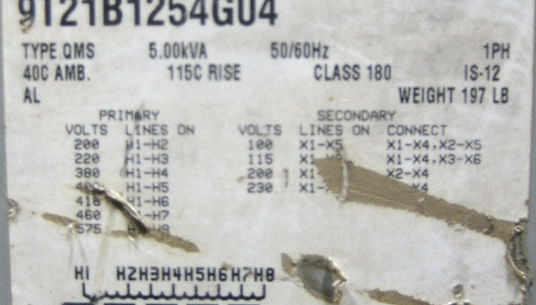 9T21B1254G04
TYPE QMS 5.00kVA 50/60Hz 1PH
40C AMB. 115C RISE CLASS 180 IS-12
AL WEIGHT 197 LB
PRIMARY SECONDARY
VOLTS LINES ON VOLTS LINES ON CONNECT
200 H1-H2 100 X1-X5 X1-X4,X2-X5
220 H1-H3 115 X1- X1-X4,X3-X6
380 H1-H4 200 X1- X2-X4
H1-H5 230 X1-
416 H1-H6
460 H1-H7
575
H1 H2H3H4H5H6H7H8